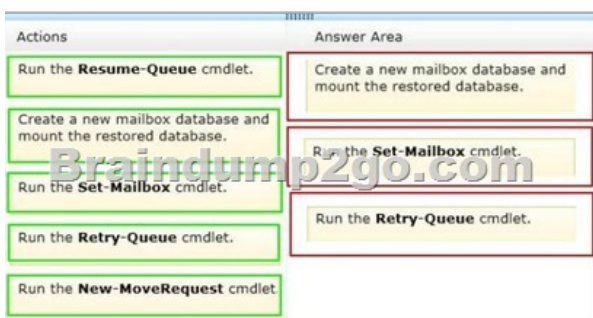 Actions
Run the Resume-Queue cmdlet.
Create a new mailbox database and
mount the restored database.
Run the Set-Mailbox cmdlet.
Run the Retry-Queue cmdlet.
Run the New-MoveRequest cmdlet
Answer Area
Create a new mailbox database and
mount the restored database.
Run the Set-Mailbox cmdlet.
Run the Retry-Queue cmdlet.
Braindump2go.com